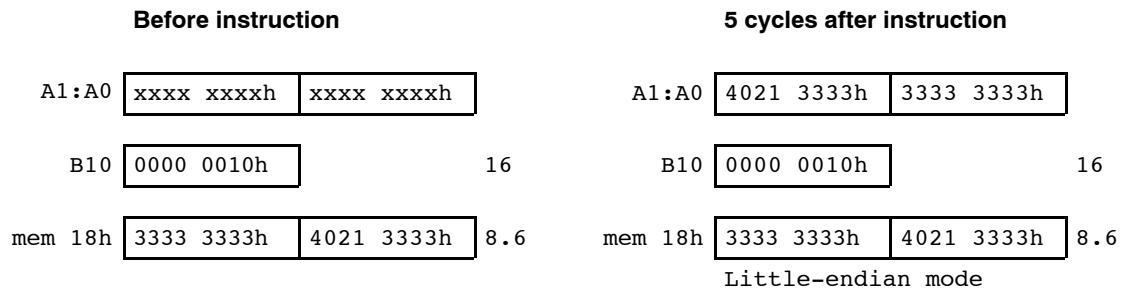 Before instruction 5 cycles after instruction
A1:A0 xxxx xxxxh xxxx xxxxh A1:A0 4021 3333h 3333 3333h
B10 0000 0010h 16 B10 0000 0010h 16
mem 18h 3333 3333h 4021 3333h 8.6 mem 18h 3333 3333h 4021 3333h 8.6
Little-endian mode